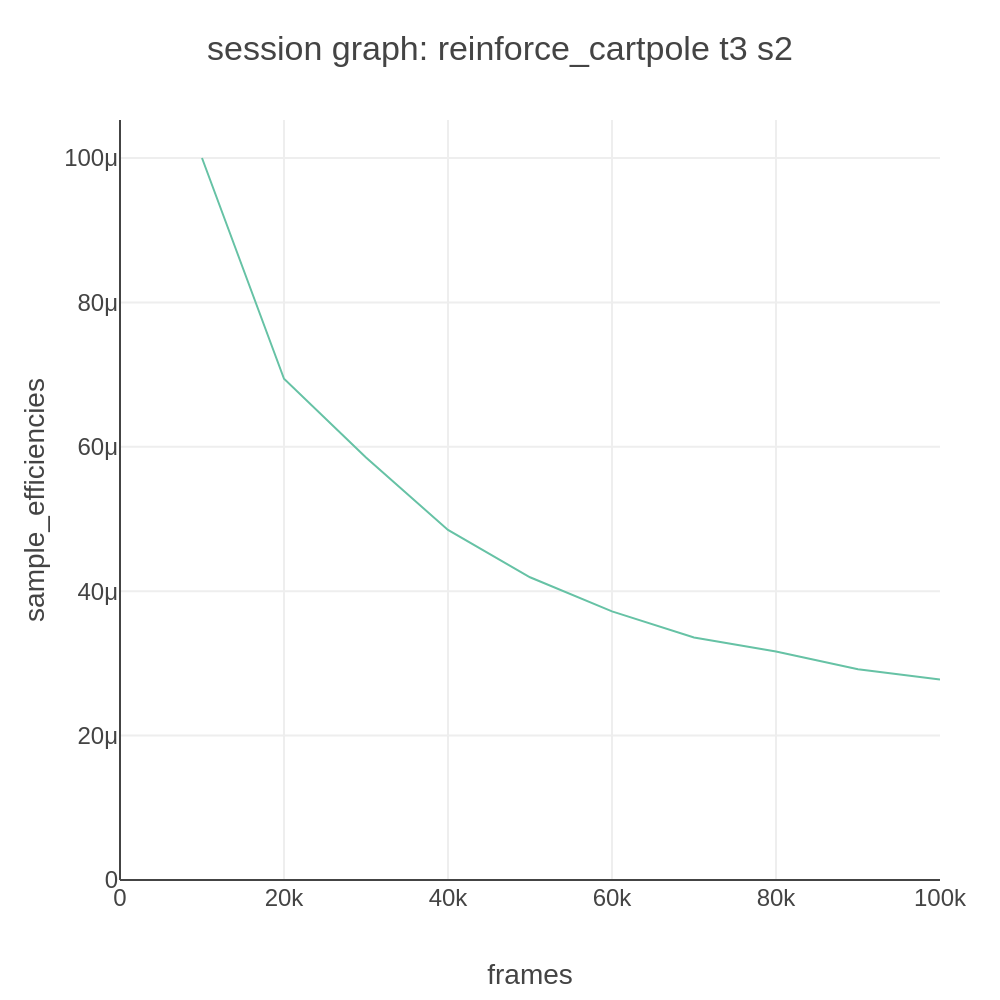 session graph: reinforce_cartpole t3 s2
100μ
80μ
60μ
40μ
20μ
0
sample_efficiencies
0 20k 40k 60k 80k 100k
frames